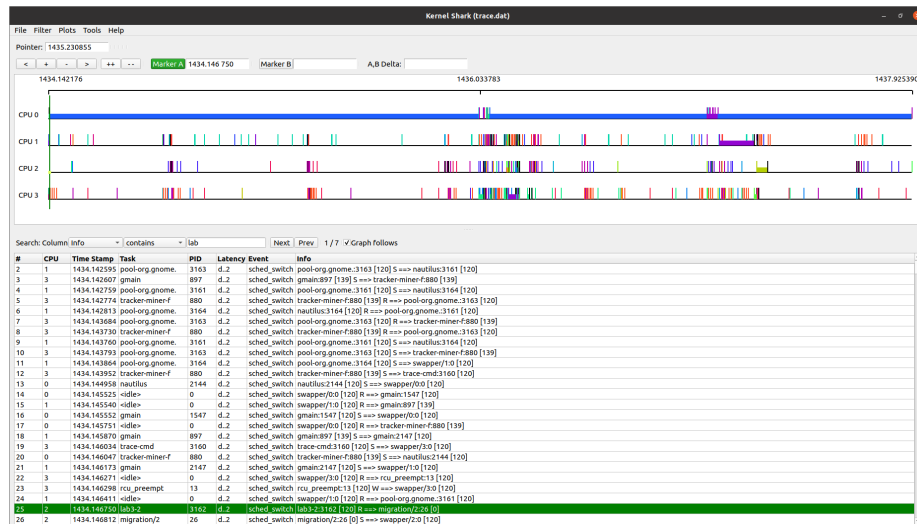 Kernel Shark (trace.dat)
File Filter Plots Tools Help
Pointer: 1435.230855
< + - > ++ -- Marker A 1434.146 750 Marker B A,B Delta:
1434.142176 1436.033783 1437.925390
CPU 0
CPU 1
CPU 2
CPU 3
Search: Column Info contains lab Next Prev 1 / 7 Graph follows
# CPU Time Stamp Task PID Latency Event Info
2 1 1434.142595 pool-org.gnome. 3163 d..2 sched_switch pool-org.gnome.:3163 [120] S ==> nautilus:3161 [120]
3 3 1434.142607 gmain 897 d..2 sched_switch gmain:897 [139] S ==> tracker-miner-f:880 [139]
4 1 1434.142759 pool-org.gnome. 3161 d..2 sched_switch pool-org.gnome.:3161 [120] S ==> nautilus:3164 [120]
5 3 1434.142774 tracker-miner-f 880 d..2 sched_switch tracker-miner-f:880 [139] R ==> pool-org.gnome.:3163 [120]
6 1 1434.142813 pool-org.gnome. 3164 d..2 sched_switch nautilus:3164 [120] R ==> pool-org.gnome.:3161 [120]
7 3 1434.143684 pool-org.gnome. 3163 d..2 sched_switch pool-org.gnome.:3163 [120] R ==> tracker-miner-f:880 [139]
8 3 1434.143730 tracker-miner-f 880 d..2 sched_switch tracker-miner-f:880 [139] R ==> pool-org.gnome.:3163 [120]
9 1 1434.143760 pool-org.gnome. 3161 d..2 sched_switch pool-org.gnome.:3161 [120] S ==> nautilus:3164 [120]
10 3 1434.143793 pool-org.gnome. 3163 d..2 sched_switch pool-org.gnome.:3163 [120] S ==> tracker-miner-f:880 [139]
11 1 1434.143864 pool-org.gnome. 3164 d..2 sched_switch pool-org.gnome.:3164 [120] S ==> swapper/1:0 [120]
12 3 1434.143952 tracker-miner-f 880 d..2 sched_switch tracker-miner-f:880 [139] S ==> trace-cmd:3160 [120]
13 0 1434.144958 nautilus 2144 d..2 sched_switch nautilus:2144 [120] S ==> swapper/0:0 [120]
14 0 1434.145525 <idle> 0 d..2 sched_switch swapper/0:0 [120] R ==> gmain:1547 [120]
15 1 1434.145540 <idle> 0 d..2 sched_switch swapper/1:0 [120] R ==> gmain:897 [139]
16 0 1434.145552 gmain 1547 d..2 sched_switch gmain:1547 [120] S ==> swapper/0:0 [120]
17 0 1434.145751 <idle> 0 d..2 sched_switch swapper/0:0 [120] R ==> tracker-miner-f:880 [139]
18 1 1434.145870 gmain 897 d..2 sched_switch gmain:897 [139] S ==> gmain:2147 [120]
19 3 1434.146034 trace-cmd 3160 d..2 sched_switch trace-cmd:3160 [120] S ==> swapper/3:0 [120]
20 0 1434.146047 tracker-miner-f 880 d..2 sched_switch tracker-miner-f:880 [139] S ==> nautilus:2144 [120]
21 1 1434.146173 gmain 2147 d..2 sched_switch gmain:2147 [120] S ==> swapper/1:0 [120]
22 3 1434.146271 <idle> 0 d..2 sched_switch swapper/3:0 [120] R ==> rcu_preempt:13 [120]
23 3 1434.146298 rcu_preempt 13 d..2 sched_switch rcu_preempt:13 [120] W ==> swapper/3:0 [120]
24 1 1434.146411 <idle> 0 d..2 sched_switch swapper/1:0 [120] R ==> pool-org.gnome.:3161 [120]
25 2 1434.146750 lab3-2 3162 d..2 sched_switch lab3-2:3162 [120] R ==> migration/2:26 [0]
26 2 1434.146812 migration/2 26 d..2 sched_switch migration/2:26 [0] S ==> swapper/2:0 [120]